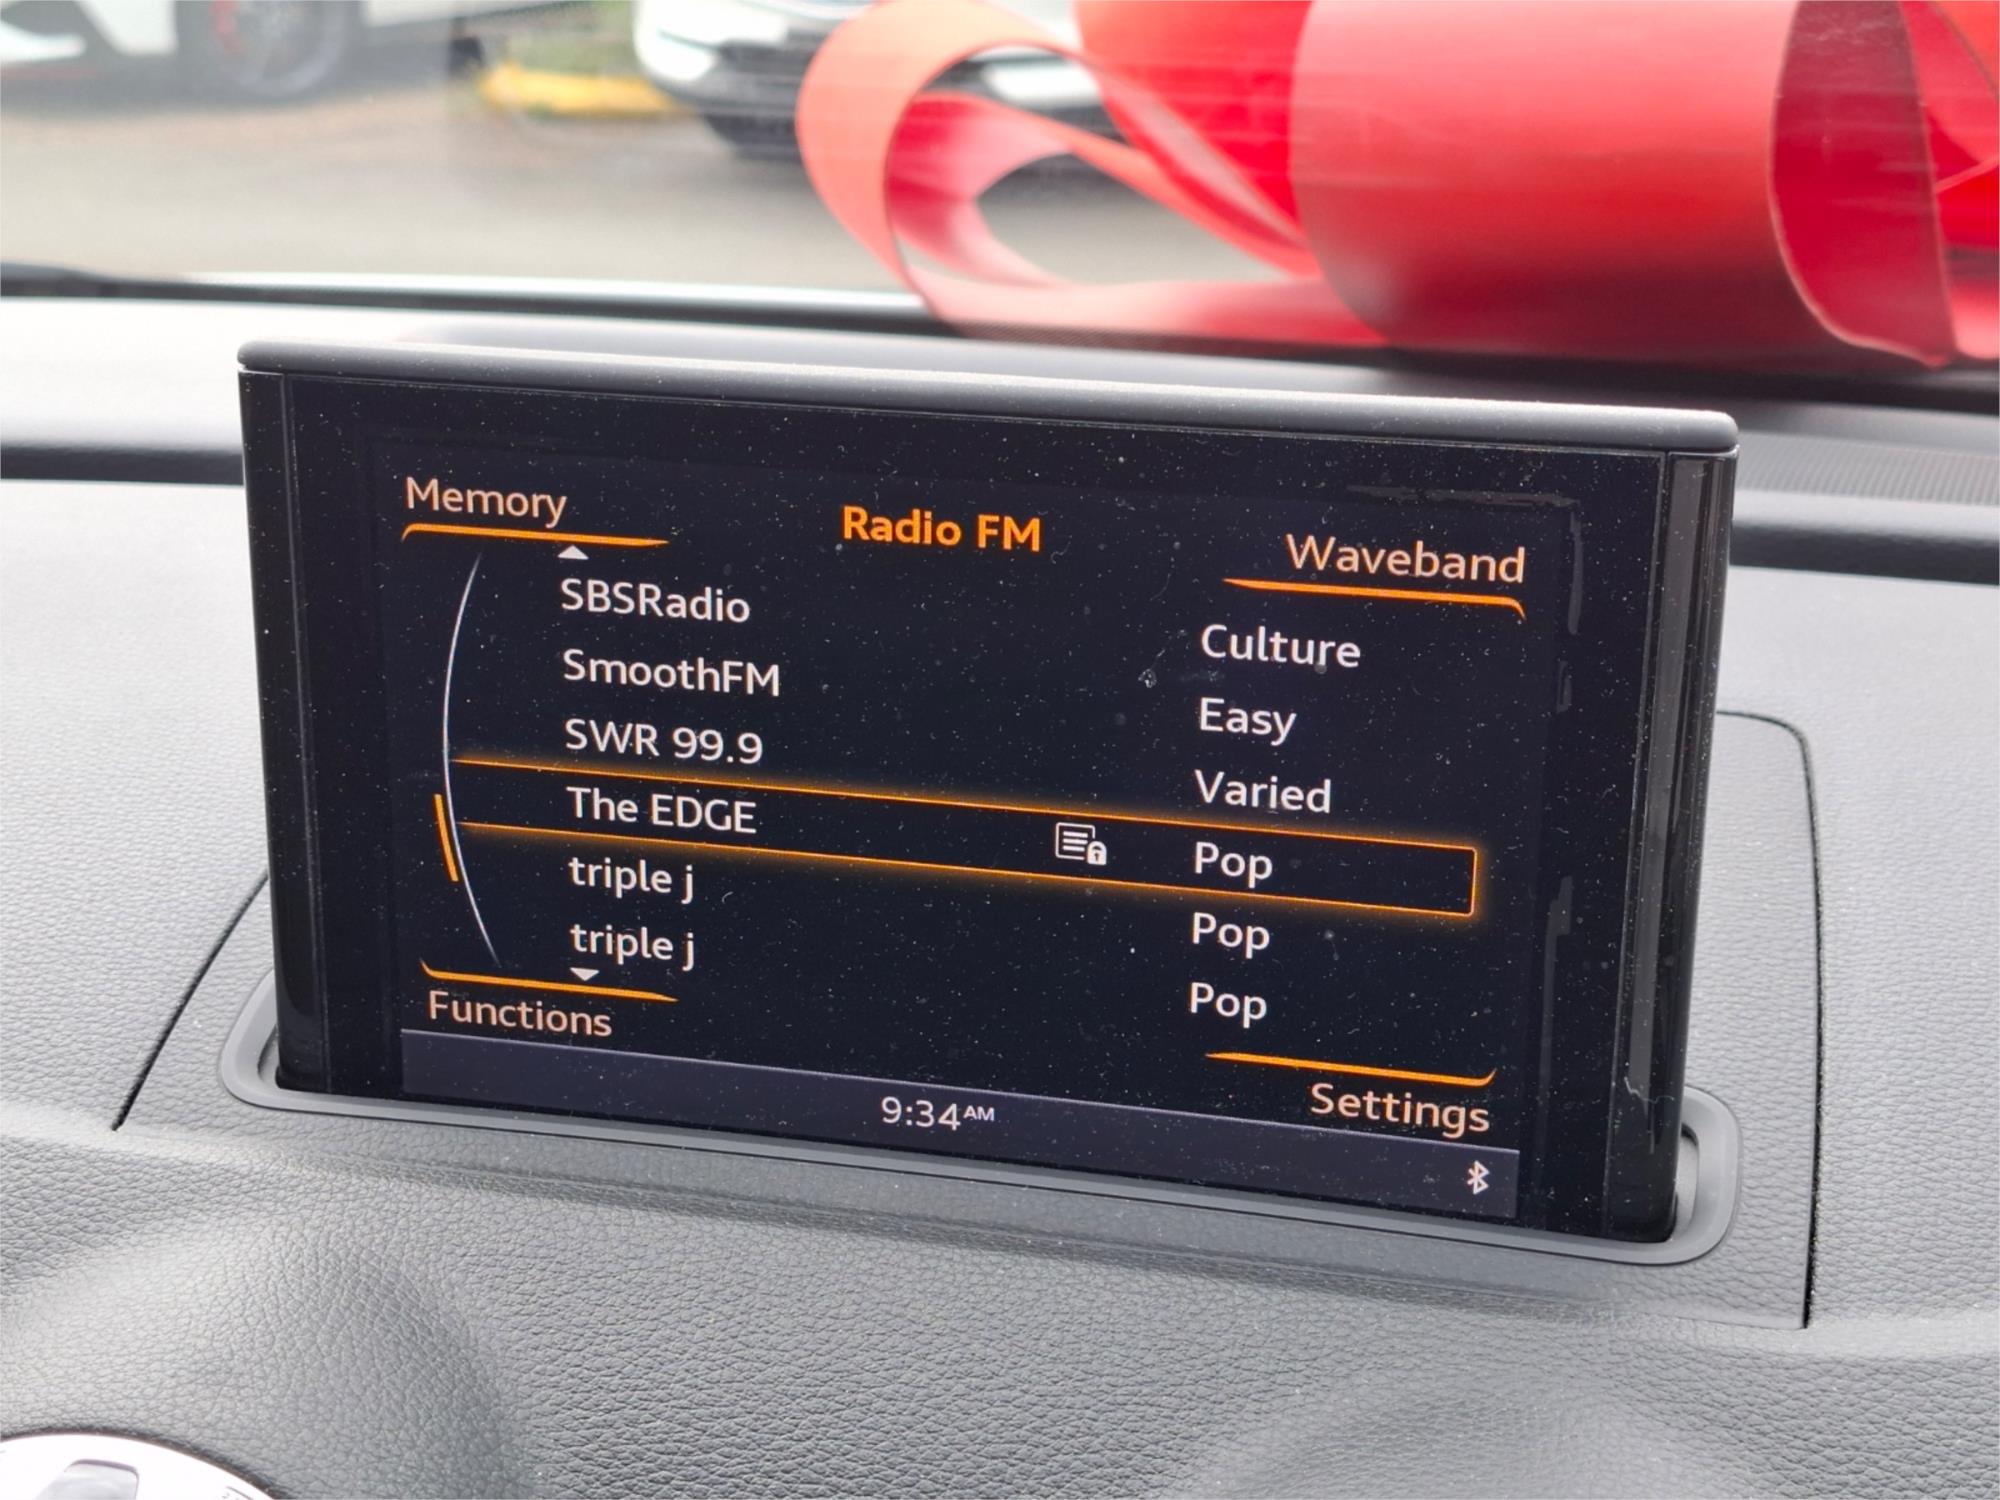 Memory
Radio FM
Waveband
SBSRadio Culture
SmoothFM Easy
SWR 99.9 Varied
The EDGE Pop
triple j Pop
triple j Pop
Functions
Settings
9:34AM